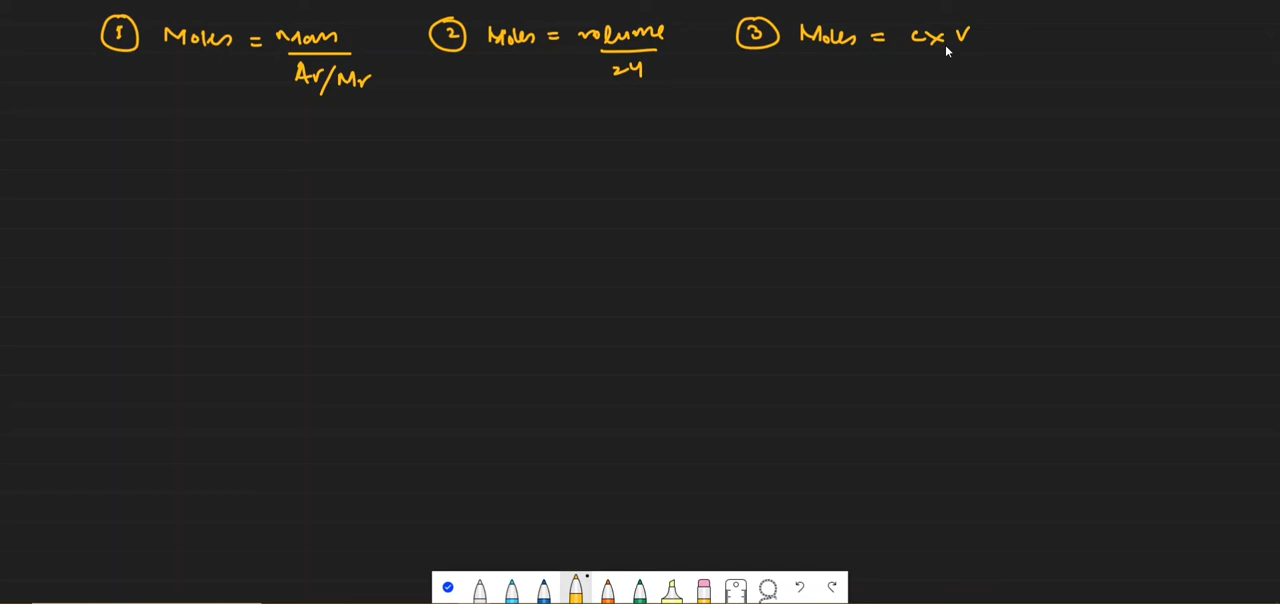 ① Moles = Mass / Ar/Mr
② Moles = volume / 24
③ Moles = c x v